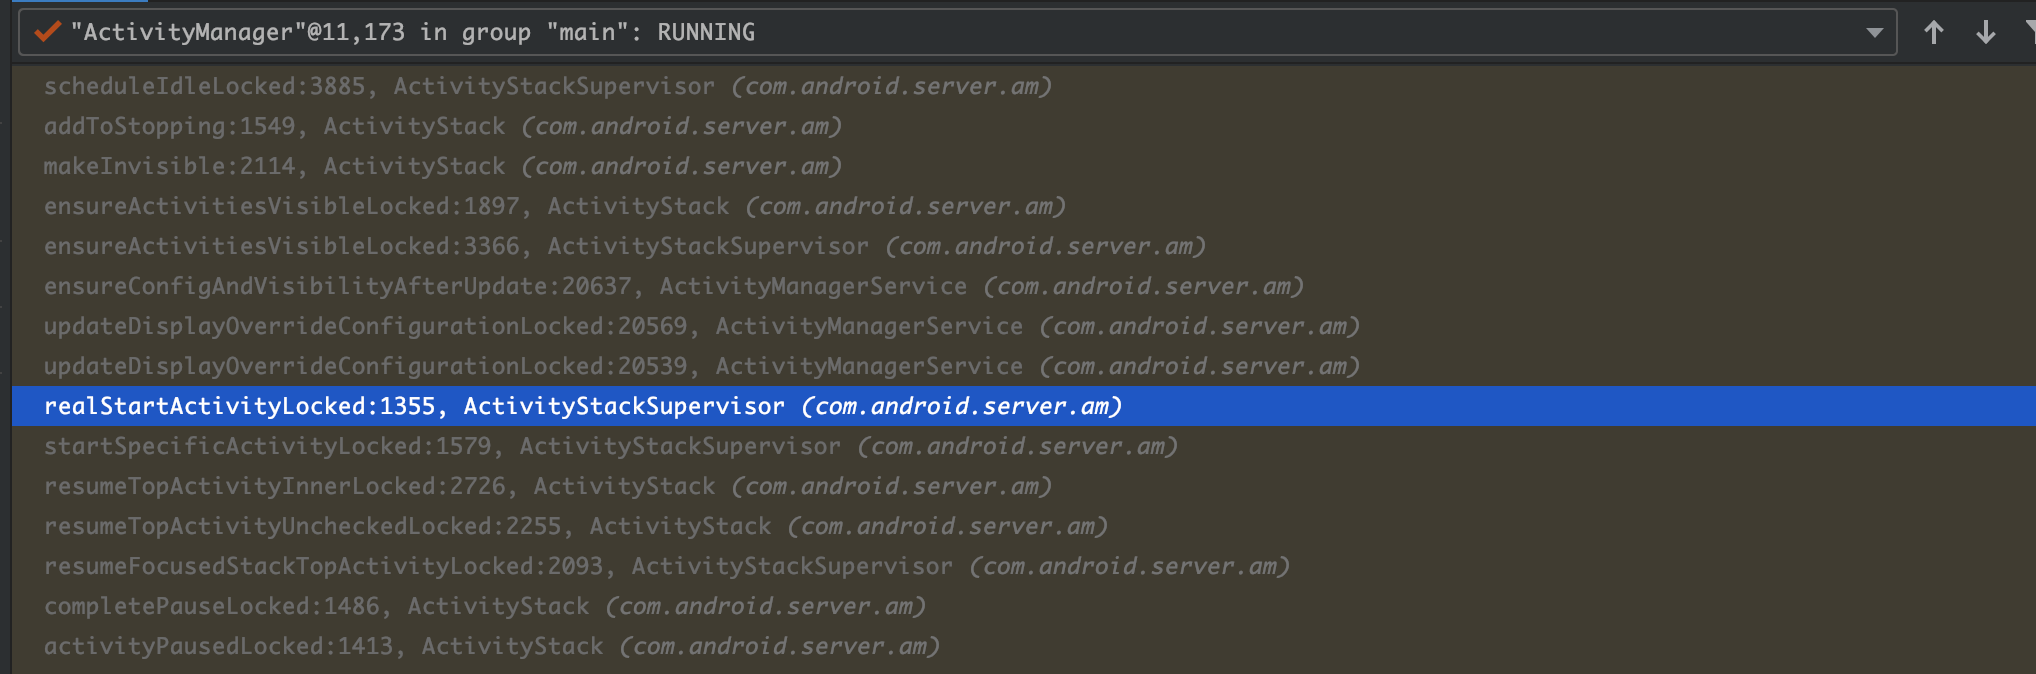 "ActivityManager"@11,173 in group "main": RUNNING
scheduleIdleLocked:3885, ActivityStackSupervisor (com.android.server.am)
addToStopping:1549, ActivityStack (com.android.server.am)
makeInvisible:2114, ActivityStack (com.android.server.am)
ensureActivitiesVisibleLocked:1897, ActivityStack (com.android.server.am)
ensureActivitiesVisibleLocked:3366, ActivityStackSupervisor (com.android.server.am)
ensureConfigAndVisibilityAfterUpdate:20637, ActivityManagerService (com.android.server.am)
updateDisplayOverrideConfigurationLocked:20569, ActivityManagerService (com.android.server.am)
updateDisplayOverrideConfigurationLocked:20539, ActivityManagerService (com.android.server.am)
realStartActivityLocked:1355, ActivityStackSupervisor (com.android.server.am)
startSpecificActivityLocked:1579, ActivityStackSupervisor (com.android.server.am)
resumeTopActivityInnerLocked:2726, ActivityStack (com.android.server.am)
resumeTopActivityUncheckedLocked:2255, ActivityStack (com.android.server.am)
resumeFocusedStackTopActivityLocked:2093, ActivityStackSupervisor (com.android.server.am)
completePauseLocked:1486, ActivityStack (com.android.server.am)
activityPausedLocked:1413, ActivityStack (com.android.server.am)